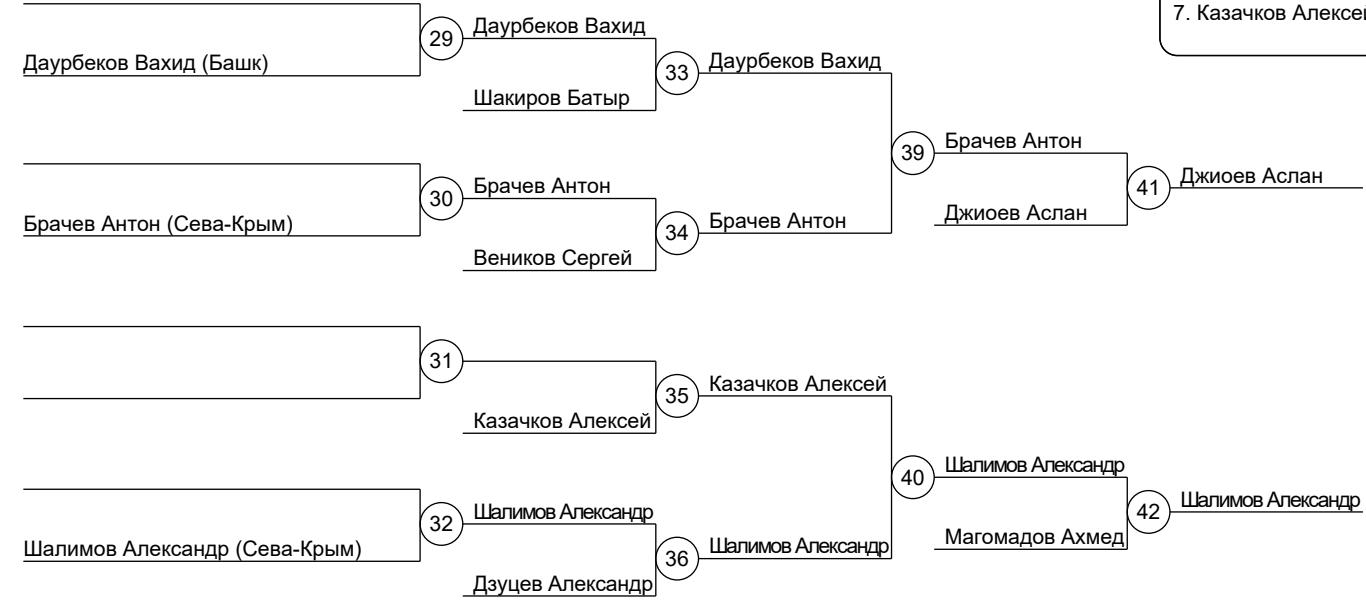 7. Казачков Алексей
29
Даурбеков Вахид
Даурбеков Вахид (Башк)
33
Даурбеков Вахид
Шакиров Батыр
39
Брачев Антон
30
Брачев Антон
41
Джиоев Аслан
Брачев Антон (Сева-Крым)
34
Брачев Антон
Джиоев Аслан
Веников Сергей
31
35
Казачков Алексей
Казачков Алексей
40
Шалимов Александр
32
Шалимов Александр
42
Шалимов Александр
Шалимов Александр (Сева-Крым)
36
Шалимов Александр
Магомадов Ахмед
Дзуцев Александр